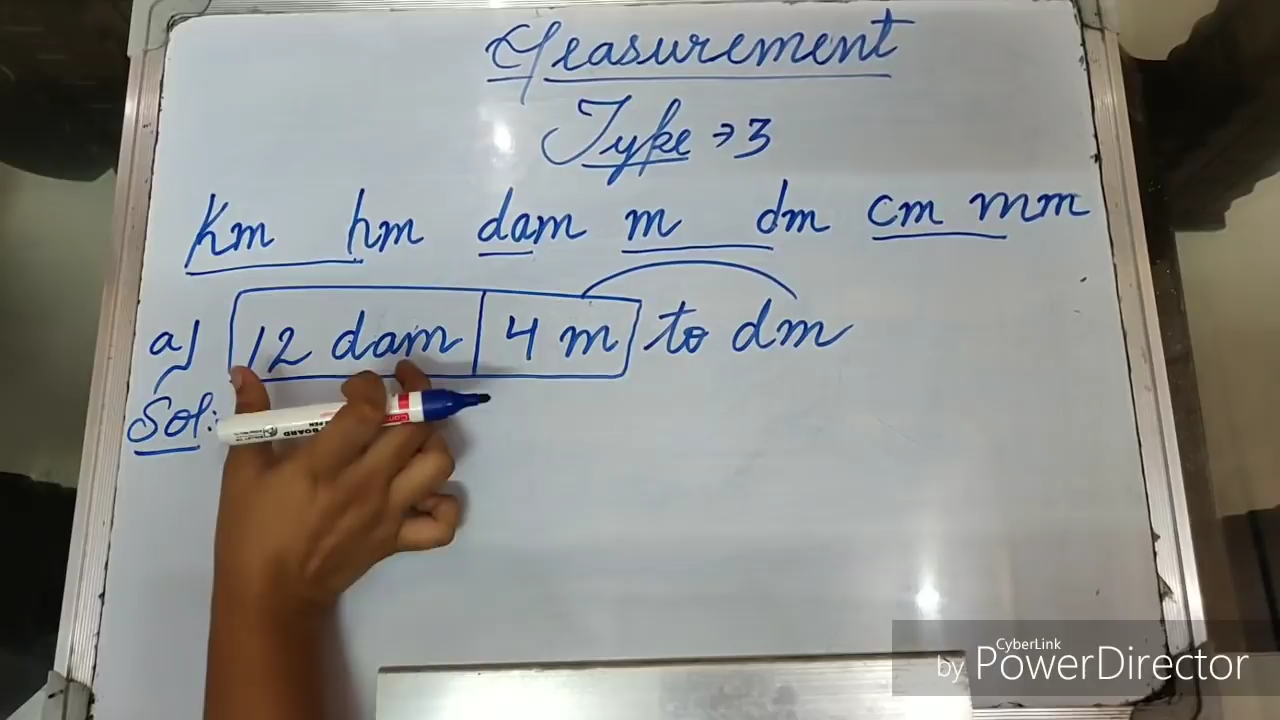 Measurement
Type → 3
Km hm dam m dm cm mm
a) 12 dam 4 m to dm
Sol:
CyberLink
by PowerDirector